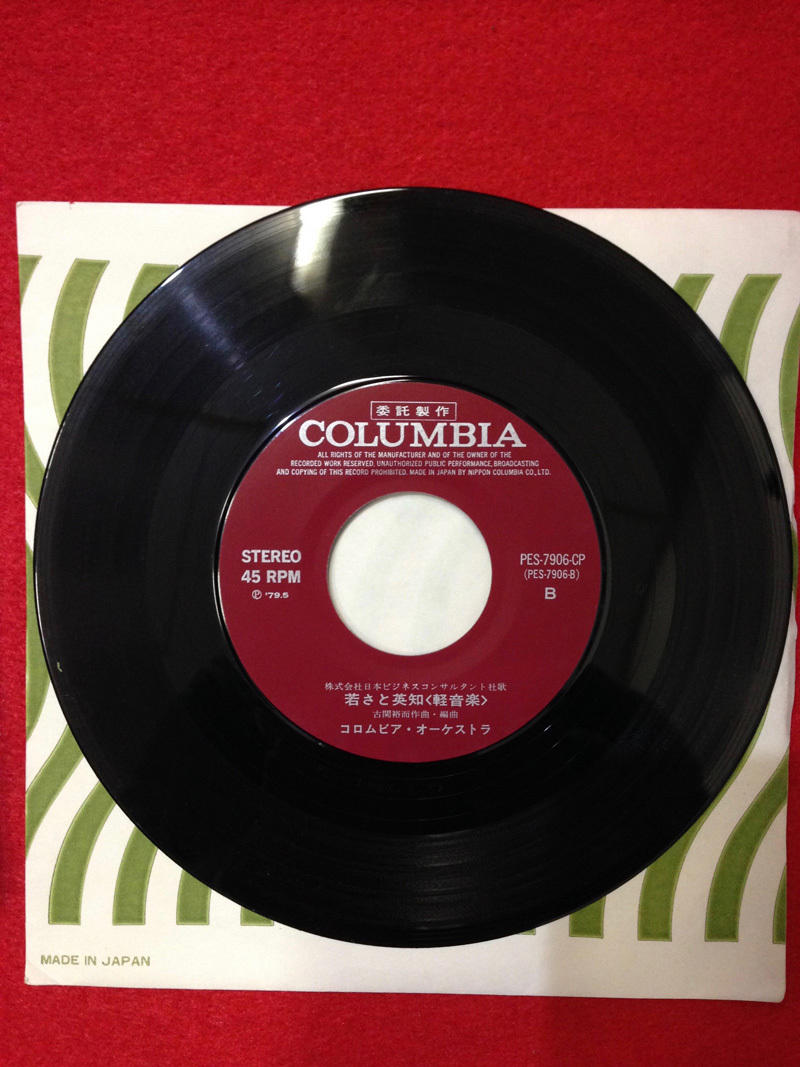 委託製作
COLUMBIA
ALL RIGHTS OF THE MANUFACTURER AND OF THE OWNER OF THE
RECORDED WORK RESERVED, UNAUTHORIZED PUBLIC PERFORMANCE, BROADCASTING
AND COPYING OF THIS RECORD PROHIBITED. MADE IN JAPAN BY NIPPON COLUMBIA CO., LTD.
STEREO
45 RPM
Ⓟ '79.5
PES-7906-CP
(PES-7906-B)
B
株式会社日本ビジネスコンサルタント社歌
若さと英知<軽音楽>
古関裕而作曲・編曲
コロムビア・オーケストラ
MADE IN JAPAN